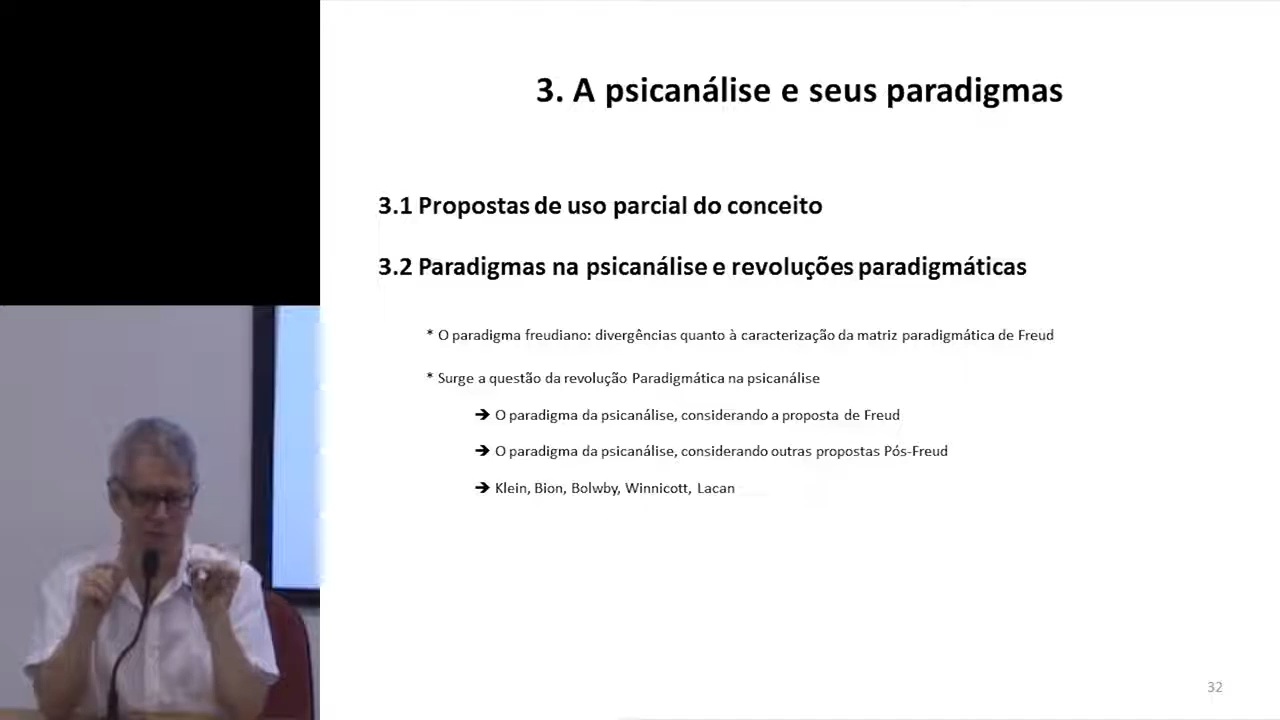 3. A psicanálise e seus paradigmas
3.1 Propostas de uso parcial do conceito
3.2 Paradigmas na psicanálise e revoluções paradigmáticas
* O paradigma freudiano: divergências quanto à caracterização da matriz paradigmática de Freud
* Surge a questão da revolução Paradigmática na psicanálise
➔ O paradigma da psicanálise, considerando a proposta de Freud
➔ O paradigma da psicanálise, considerando outras propostas Pós-Freud
➔ Klein, Bion, Bolwby, Winnicott, Lacan
32